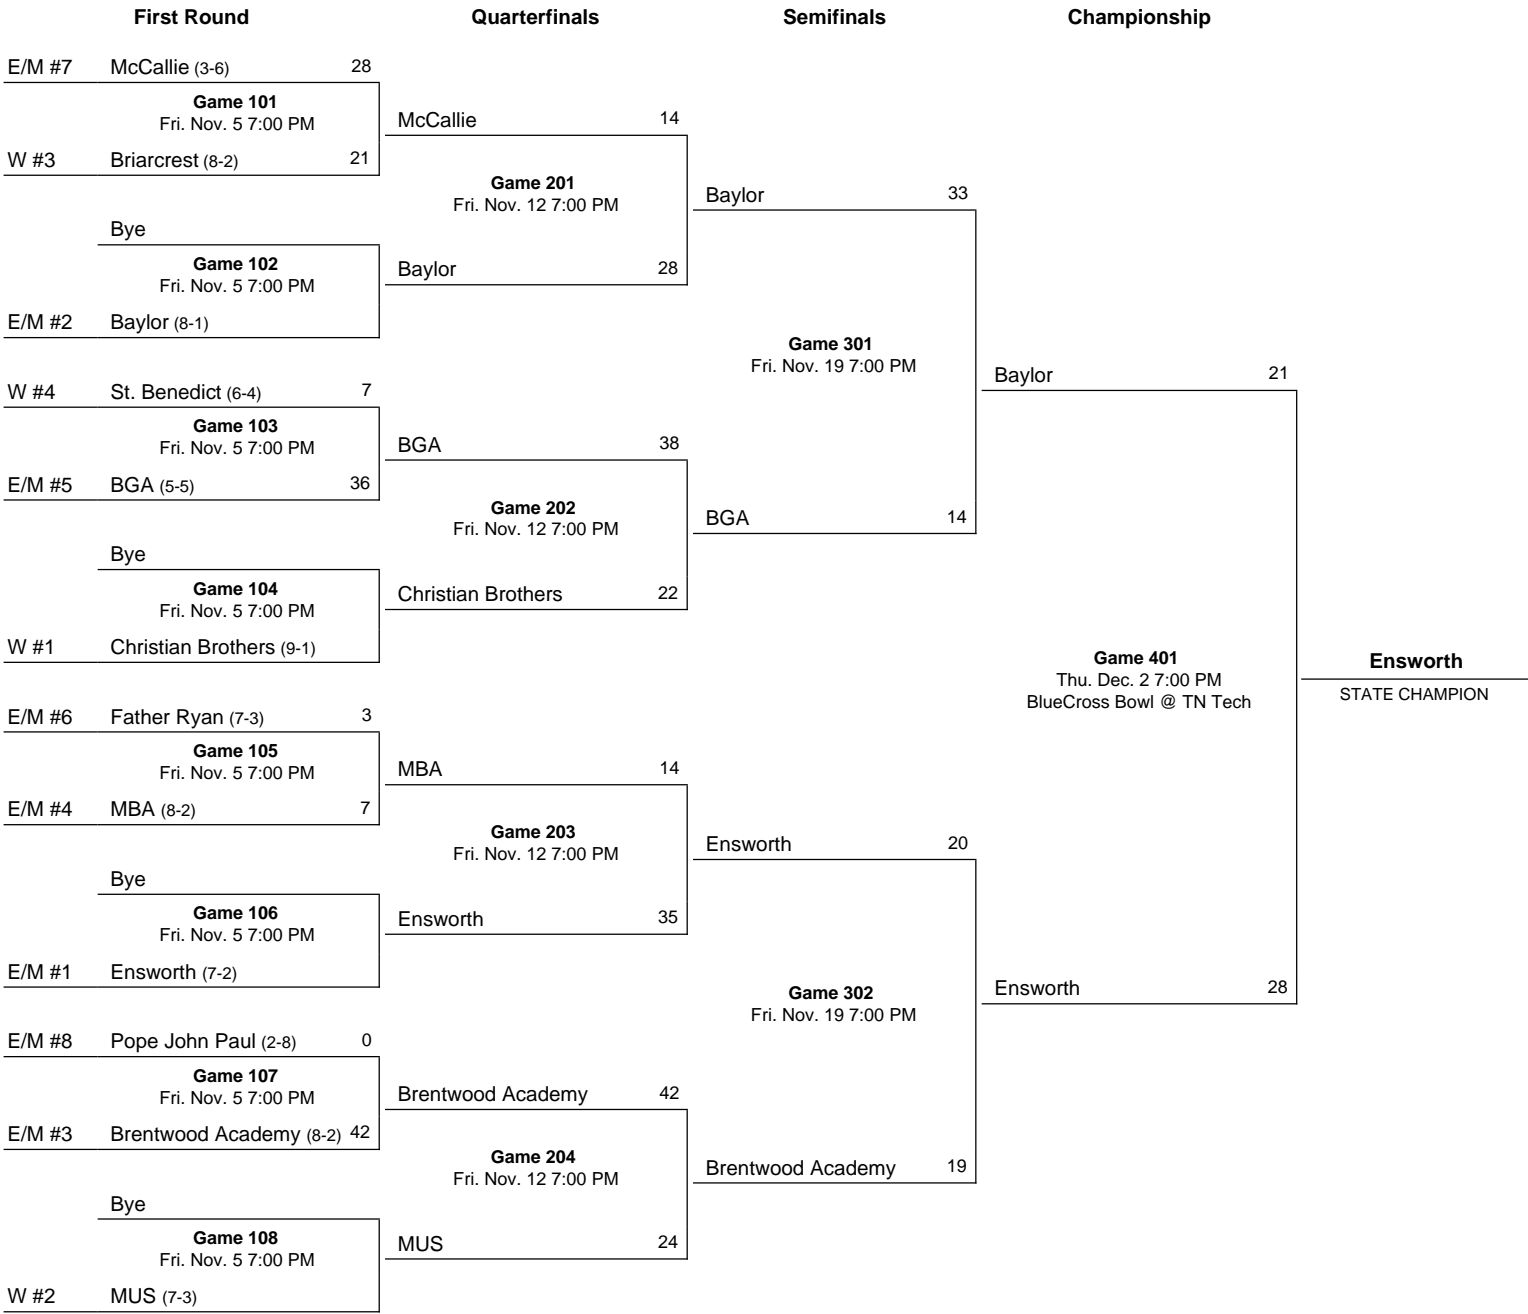 First Round Quarterfinals Semifinals Championship
E/M #7 McCallie (3-6) 28
Game 101
Fri. Nov. 5 7:00 PM
W #3 Briarcrest (8-2) 21
Bye
Game 102
Fri. Nov. 5 7:00 PM
E/M #2 Baylor (8-1)
W #4 St. Benedict (6-4) 7
Game 103
Fri. Nov. 5 7:00 PM
E/M #5 BGA (5-5) 36
Bye
Game 104
Fri. Nov. 5 7:00 PM
W #1 Christian Brothers (9-1)
E/M #6 Father Ryan (7-3) 3
Game 105
Fri. Nov. 5 7:00 PM
E/M #4 MBA (8-2) 7
Bye
Game 106
Fri. Nov. 5 7:00 PM
E/M #1 Ensworth (7-2)
E/M #8 Pope John Paul (2-8) 0
Game 107
Fri. Nov. 5 7:00 PM
E/M #3 Brentwood Academy (8-2) 42
Bye
Game 108
Fri. Nov. 5 7:00 PM
W #2 MUS (7-3)
McCallie 14
Game 201
Fri. Nov. 12 7:00 PM
Baylor 28
BGA 38
Game 202
Fri. Nov. 12 7:00 PM
Christian Brothers 22
MBA 14
Game 203
Fri. Nov. 12 7:00 PM
Ensworth 35
Brentwood Academy 42
Game 204
Fri. Nov. 12 7:00 PM
MUS 24
Baylor 33
Game 301
Fri. Nov. 19 7:00 PM
BGA 14
Ensworth 20
Game 302
Fri. Nov. 19 7:00 PM
Brentwood Academy 19
Baylor 21
Game 401
Thu. Dec. 2 7:00 PM
BlueCross Bowl @ TN Tech
Ensworth 28
Ensworth
STATE CHAMPION